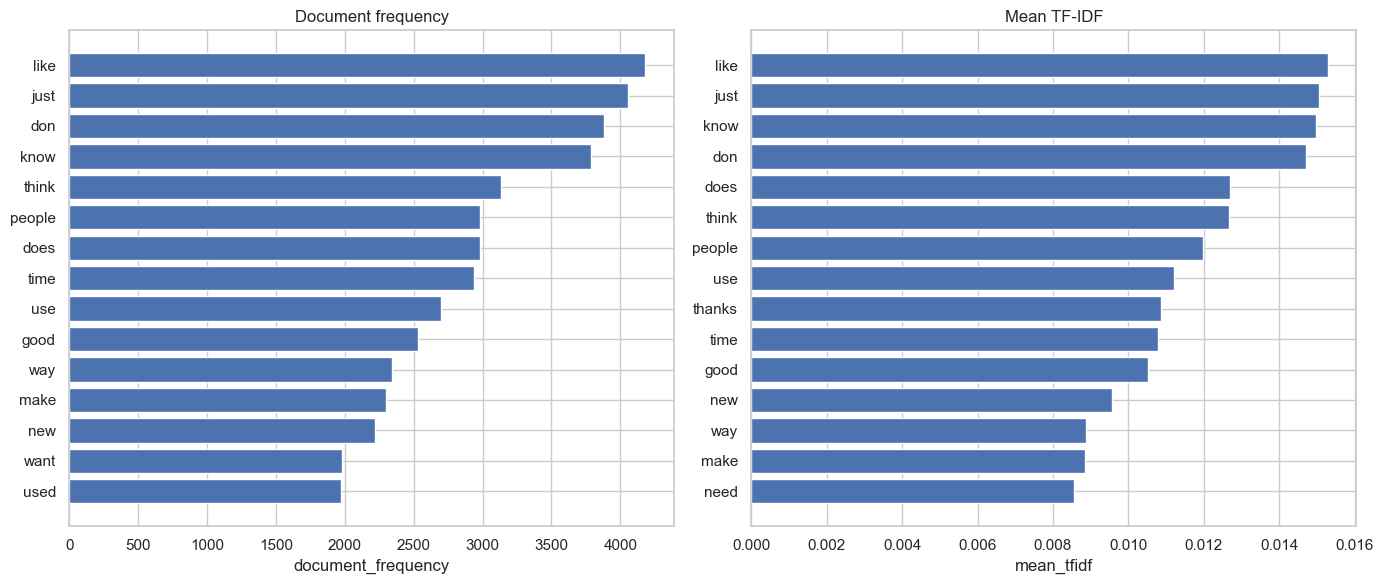 Document frequency
like
just
don
know
think
people
does
time
use
good
way
make
new
want
used
0 500 1000 1500 2000 2500 3000 3500 4000
document_frequency
Mean TF-IDF
like
just
know
don
does
think
people
use
thanks
time
good
new
way
make
need
0.000 0.002 0.004 0.006 0.008 0.010 0.012 0.014 0.016
mean_tfidf